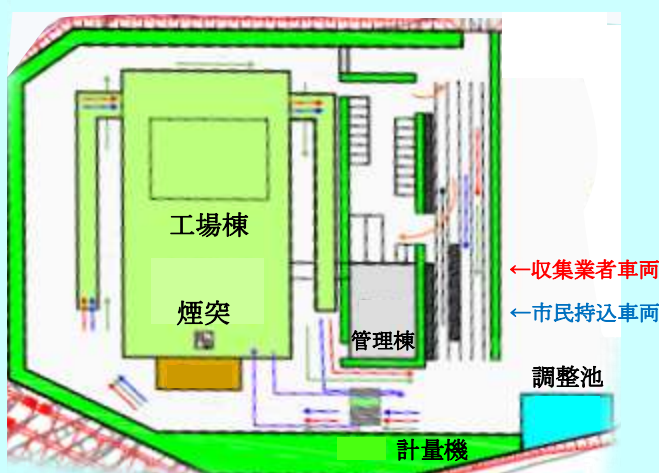 工場棟
←収集業者車両
煙突
←市民持込車両
管理棟
調整池
計量機